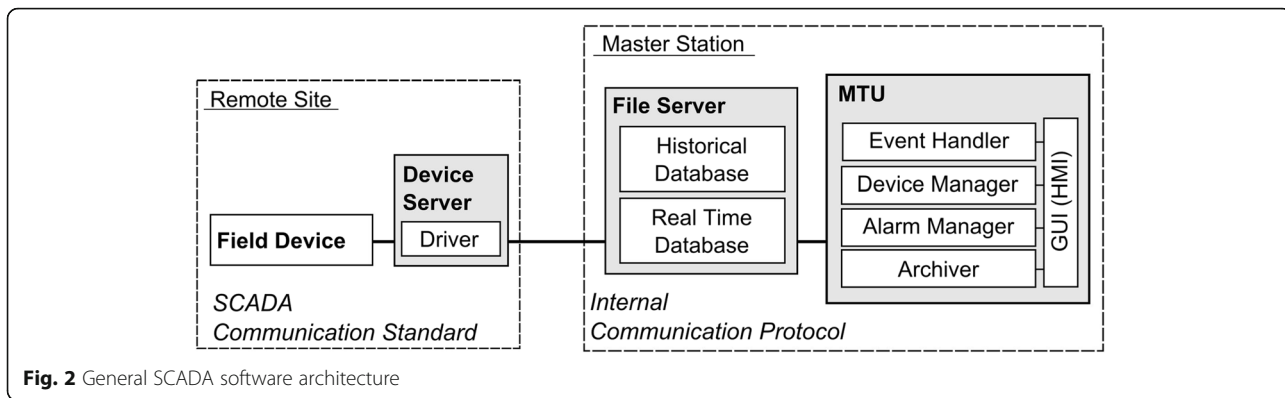 Remote Site
Field Device
Device
Server
Driver
SCADA
Communication Standard
Master Station
File Server
Historical
Database
Real Time
Database
Internal
Communication Protocol
MTU
Event Handler
Device Manager
Alarm Manager
Archiver
GUI (HMI)
Fig. 2 General SCADA software architecture